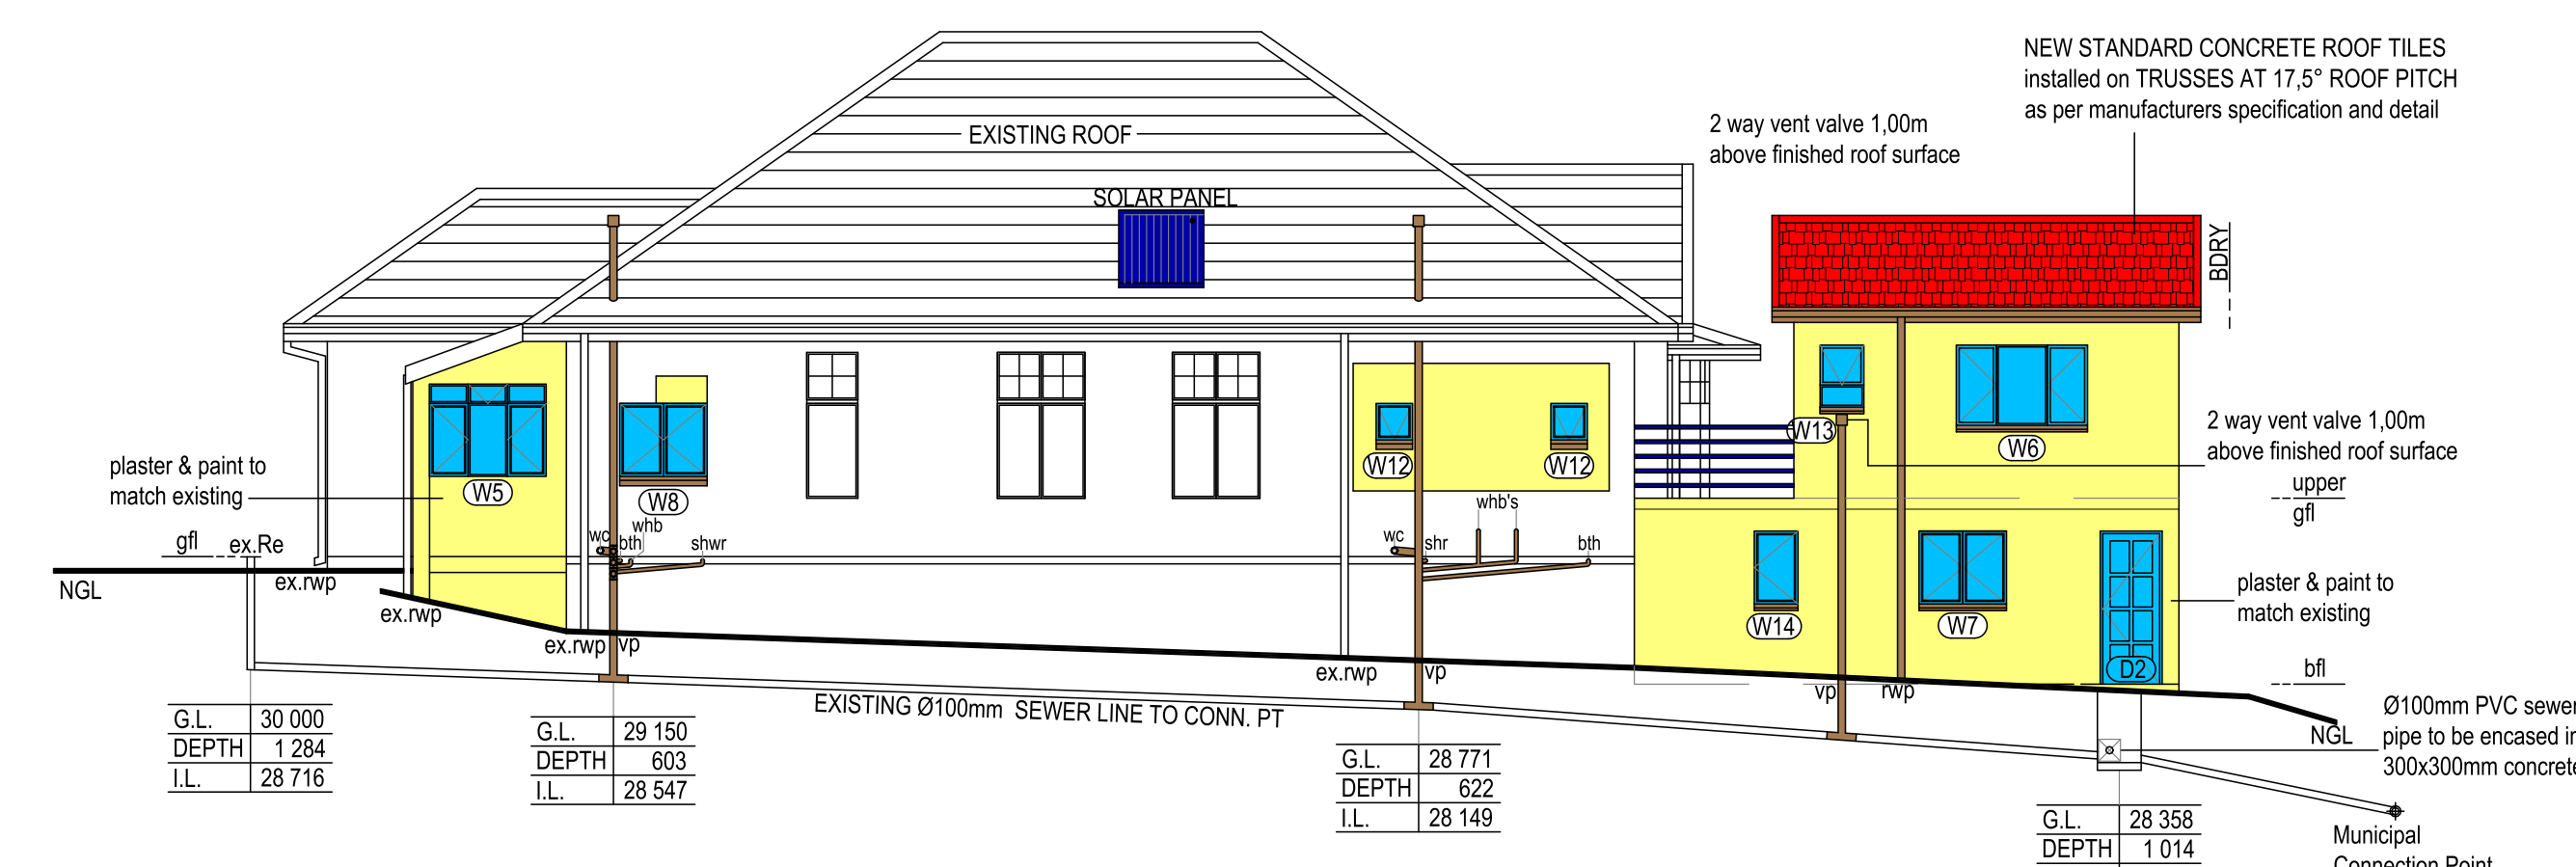 NEW STANDARD CONCRETE ROOF TILES
installed on TRUSSES AT 17,5° ROOF PITCH
as per manufacturers specification and detail
2 way vent valve 1,00m
above finished roof surface
EXISTING ROOF
SOLAR PANEL
BDRY
plaster & paint to
match existing
W5
W8
W12
W12
W13
W6
2 way vent valve 1,00m
above finished roof surface
upper
gfl
gfl
ex.Re
NGL
ex.rwp
ex.rwp
ex.rwp
vp
wc
bth
whb
shwr
wc
shr
whb's
bth
ex.rwp
vp
W14
W7
D2
vp
rwp
plaster & paint to
match existing
bfl
NGL
EXISTING Ø100mm SEWER LINE TO CONN. PT
Ø100mm PVC sewer
pipe to be encased in
300x300mm concrete
G.L. 30 000
DEPTH 1 284
I.L. 28 716
G.L. 29 150
DEPTH 603
I.L. 28 547
G.L. 28 771
DEPTH 622
I.L. 28 149
G.L. 28 358
DEPTH 1 014
Municipal
Connection Point